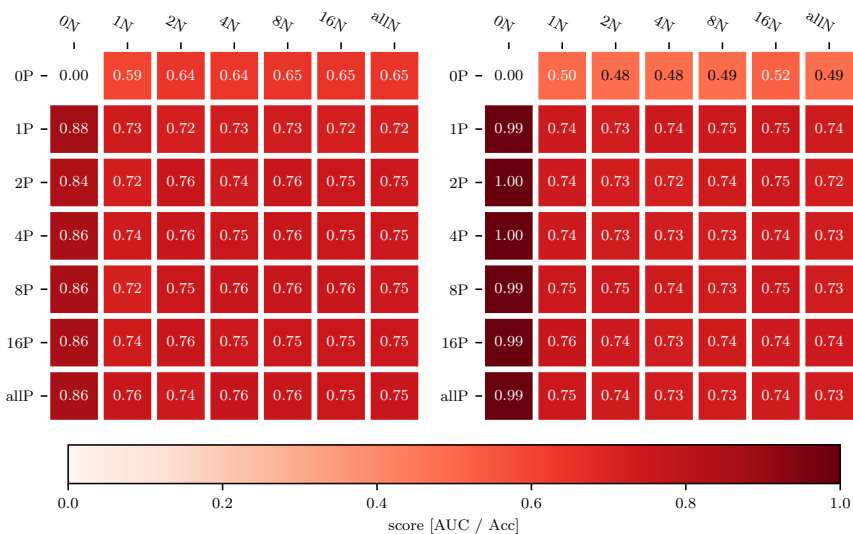 0N 1N 2N 4N 8N 16N allN 0N 1N 2N 4N 8N 16N allN
0P 0.00 0.59 0.64 0.64 0.65 0.65 0.65 0P 0.00 0.50 0.48 0.48 0.49 0.52 0.49
1P 0.88 0.73 0.72 0.73 0.73 0.72 0.72 1P 0.99 0.74 0.73 0.74 0.75 0.75 0.74
2P 0.84 0.72 0.76 0.74 0.76 0.75 0.75 2P 1.00 0.74 0.73 0.72 0.74 0.75 0.72
4P 0.86 0.74 0.76 0.75 0.76 0.75 0.75 4P 1.00 0.74 0.73 0.73 0.73 0.74 0.73
8P 0.86 0.72 0.75 0.76 0.76 0.76 0.75 8P 0.99 0.75 0.75 0.74 0.73 0.75 0.73
16P 0.86 0.74 0.76 0.75 0.75 0.75 0.75 16P 0.99 0.76 0.74 0.73 0.74 0.74 0.74
allP 0.86 0.76 0.74 0.76 0.76 0.75 0.75 allP 0.99 0.75 0.74 0.73 0.73 0.74 0.73
0.0 0.2 0.4 0.6 0.8 1.0
score [AUC / Acc]